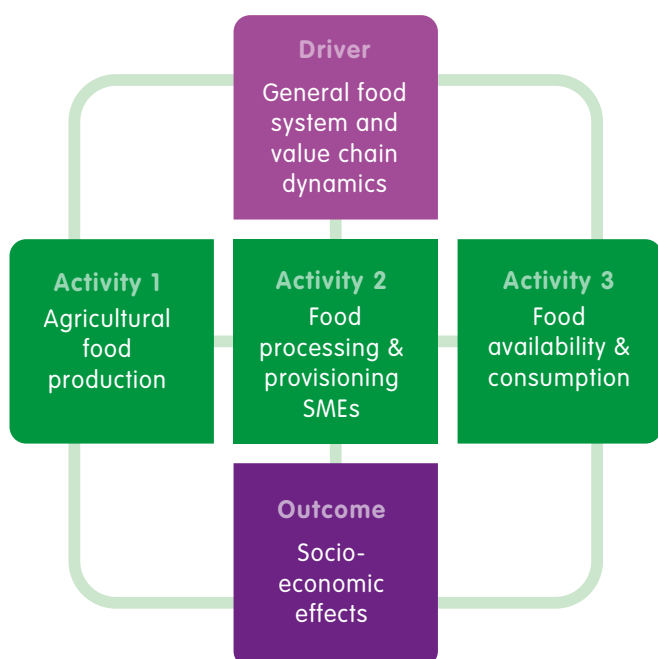 Driver
General food
system and
value chain
dynamics
Activity 1
Agricultural
food
production
Activity 2
Food
processing &
provisioning
SMEs
Activity 3
Food
availability &
consumption
Outcome
Socio-
economic
effects